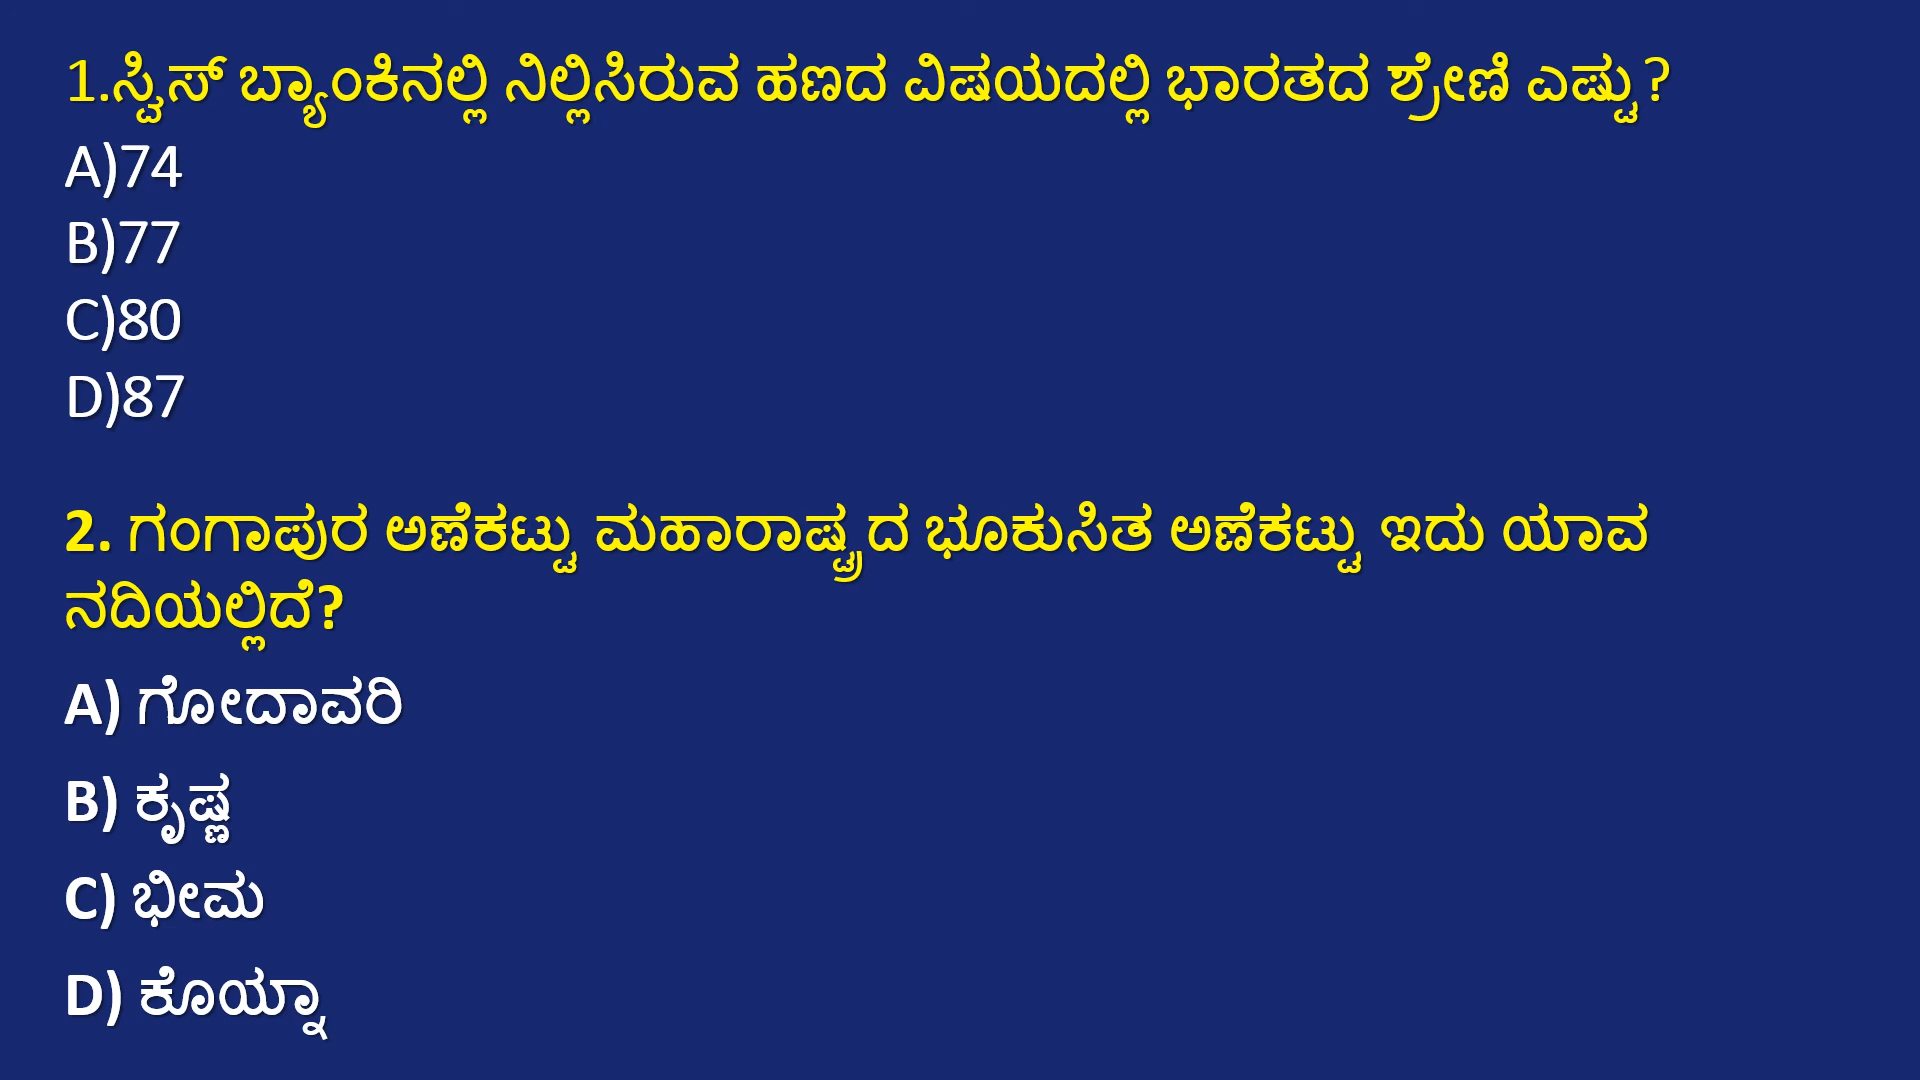 1.ಸ್ವಿಸ್ ಬ್ಯಾಂಕಿನಲ್ಲಿ ನಿಲ್ಲಿಸಿರುವ ಹಣದ ವಿಷಯದಲ್ಲಿ ಭಾರತದ ಶ್ರೇಣಿ ಎಷ್ಟು?
A)74
B)77
C)80
D)87
2. ಗಂಗಾಪುರ ಅಣೆಕಟ್ಟು ಮಹಾರಾಷ್ಟ್ರದ ಭೂಕುಸಿತ ಅಣೆಕಟ್ಟು ಇದು ಯಾವ
ನದಿಯಲ್ಲಿದೆ?
A) ಗೋದಾವರಿ
B) ಕೃಷ್ಣ
C) ಭೀಮ
D) ಕೊಯ್ನಾ